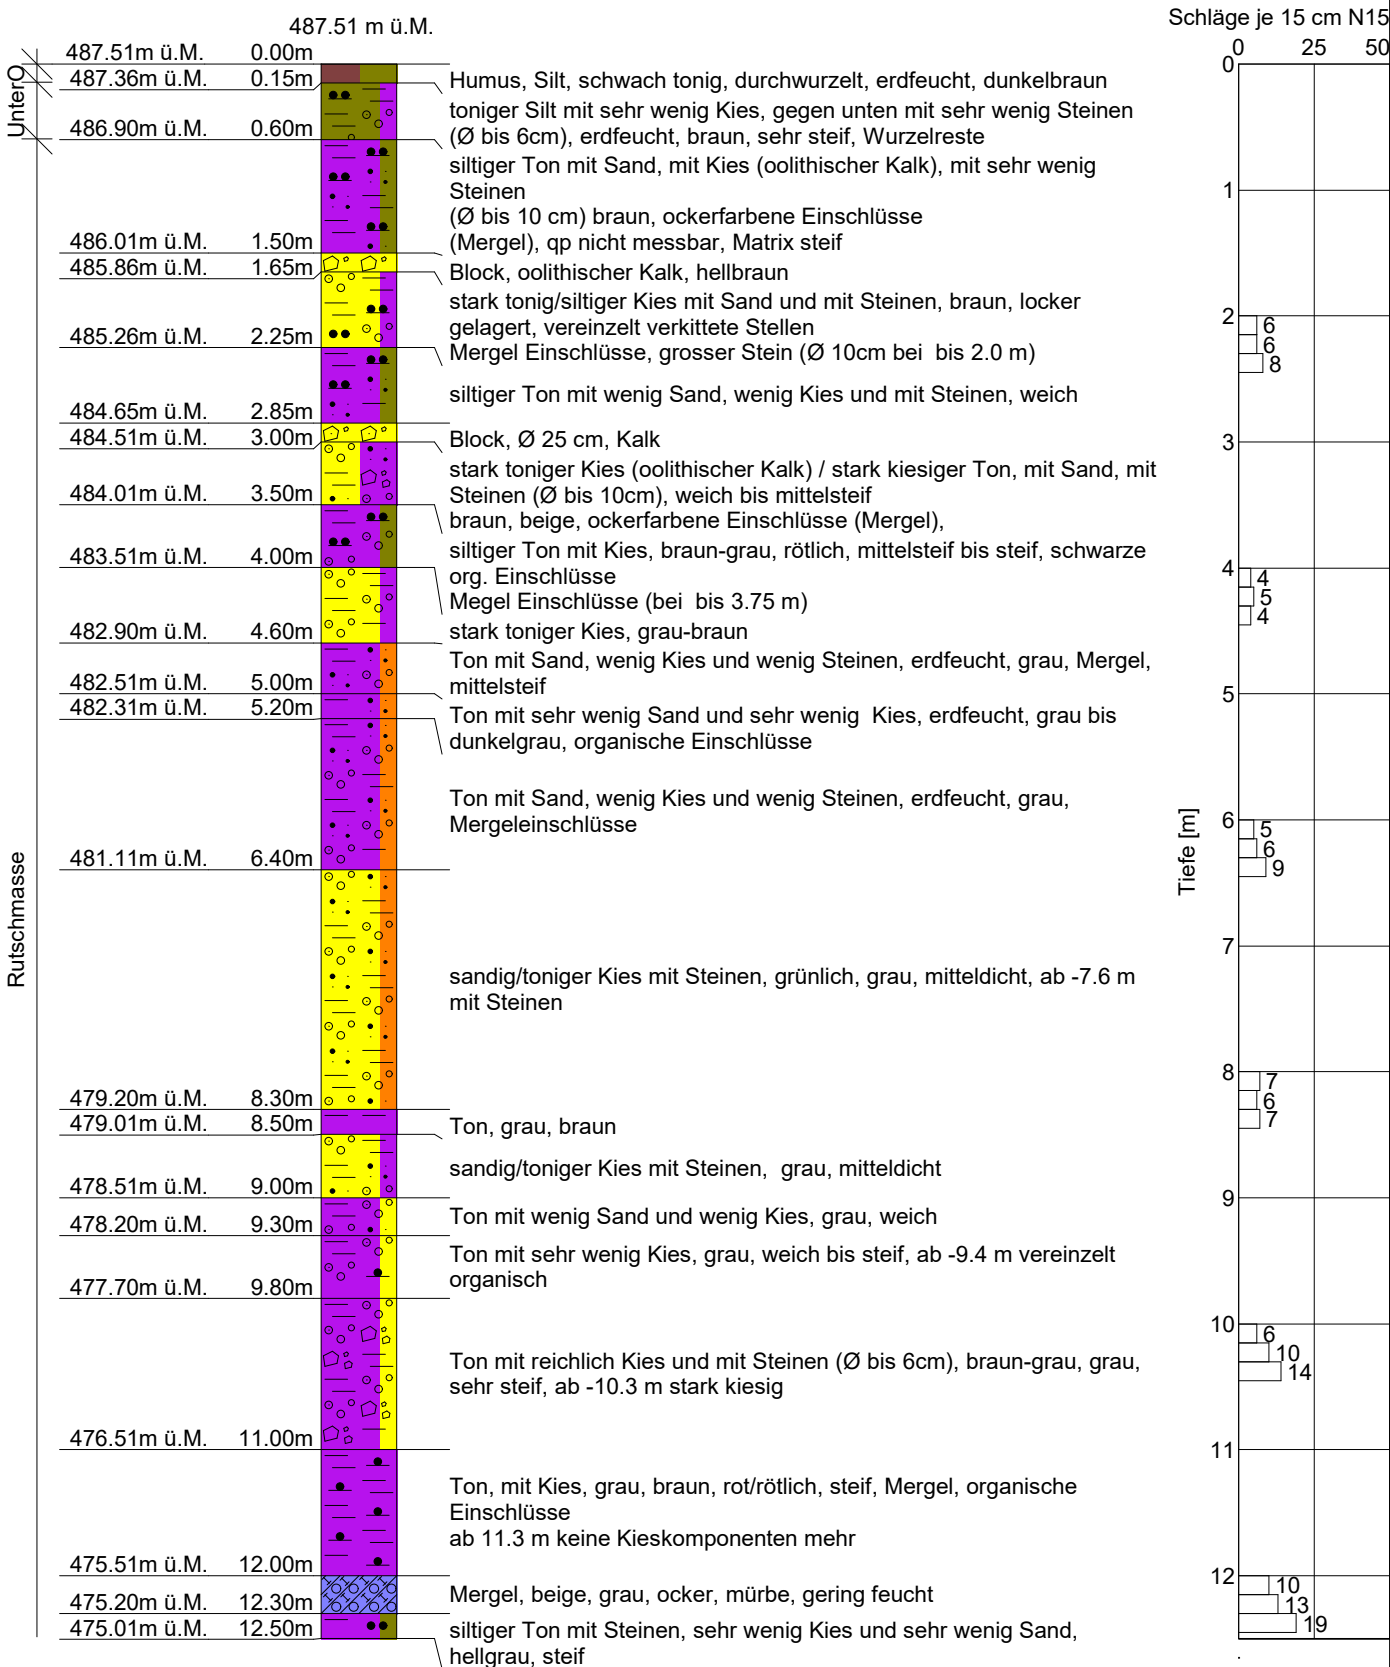 487.51 m ü.M.
Schläge je 15 cm N15
0 25 50
487.51m ü.M. 0.00m
487.36m ü.M. 0.15m
486.90m ü.M. 0.60m
486.01m ü.M. 1.50m
485.86m ü.M. 1.65m
485.26m ü.M. 2.25m
484.65m ü.M. 2.85m
484.51m ü.M. 3.00m
484.01m ü.M. 3.50m
483.51m ü.M. 4.00m
482.90m ü.M. 4.60m
482.51m ü.M. 5.00m
482.31m ü.M. 5.20m
481.11m ü.M. 6.40m
479.20m ü.M. 8.30m
479.01m ü.M. 8.50m
478.51m ü.M. 9.00m
478.20m ü.M. 9.30m
477.70m ü.M. 9.80m
476.51m ü.M. 11.00m
475.51m ü.M. 12.00m
475.20m ü.M. 12.30m
475.01m ü.M. 12.50m
UnterO
Rutschmasse
Humus, Silt, schwach tonig, durchwurzelt, erdfeucht, dunkelbraun
toniger Silt mit sehr wenig Kies, gegen unten mit sehr wenig Steinen
(Ø bis 6cm), erdfeucht, braun, sehr steif, Wurzelreste
siltiger Ton mit Sand, mit Kies (oolithischer Kalk), mit sehr wenig
Steinen
(Ø bis 10 cm) braun, ockerfarbene Einschlüsse
(Mergel), qp nicht messbar, Matrix steif
Block, oolithischer Kalk, hellbraun
stark tonig/siltiger Kies mit Sand und mit Steinen, braun, locker
gelagert, vereinzelt verkittete Stellen
Mergel Einschlüsse, grosser Stein (Ø 10cm bei  bis 2.0 m)
siltiger Ton mit wenig Sand, wenig Kies und mit Steinen, weich
Block, Ø 25 cm, Kalk
stark toniger Kies (oolithischer Kalk) / stark kiesiger Ton, mit Sand, mit
Steinen (Ø bis 10cm), weich bis mittelsteif
braun, beige, ockerfarbene Einschlüsse (Mergel),
siltiger Ton mit Kies, braun-grau, rötlich, mittelsteif bis steif, schwarze
org. Einschlüsse
Megel Einschlüsse (bei  bis 3.75 m)
stark toniger Kies, grau-braun
Ton mit Sand, wenig Kies und wenig Steinen, erdfeucht, grau, Mergel,
mittelsteif
Ton mit sehr wenig Sand und sehr wenig  Kies, erdfeucht, grau bis
dunkelgrau, organische Einschlüsse
Ton mit Sand, wenig Kies und wenig Steinen, erdfeucht, grau,
Mergeleinschlüsse
sandig/toniger Kies mit Steinen, grünlich, grau, mitteldicht, ab -7.6 m
mit Steinen
Ton, grau, braun
sandig/toniger Kies mit Steinen,  grau, mitteldicht
Ton mit wenig Sand und wenig Kies, grau, weich
Ton mit sehr wenig Kies, grau, weich bis steif, ab -9.4 m vereinzelt
organisch
Ton mit reichlich Kies und mit Steinen (Ø bis 6cm), braun-grau, grau,
sehr steif, ab -10.3 m stark kiesig
Ton, mit Kies, grau, braun, rot/rötlich, steif, Mergel, organische
Einschlüsse
ab 11.3 m keine Kieskomponenten mehr
Mergel, beige, grau, ocker, mürbe, gering feucht
siltiger Ton mit Steinen, sehr wenig Kies und sehr wenig Sand,
hellgrau, steif
Tiefe [m]
0
1
2
6
6
8
3
4
4
5
4
5
6
5
6
9
7
8
7
6
7
9
10
6
10
14
11
12
10
13
19